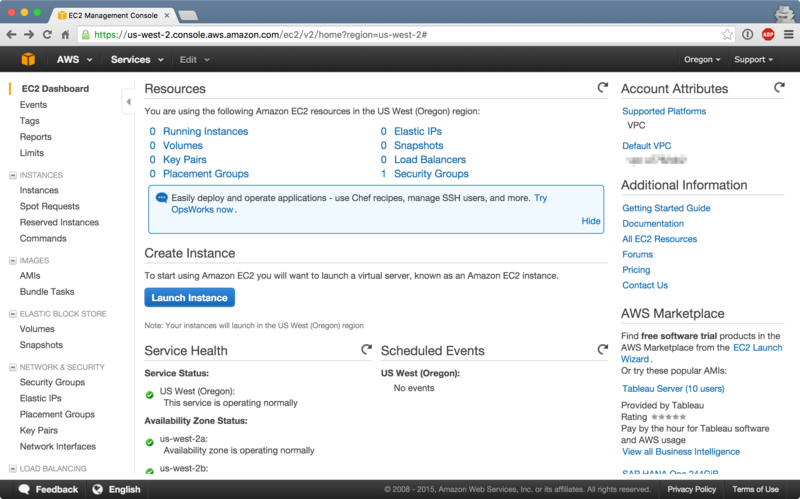 EC2 Management Console
https://us-west-2.console.aws.amazon.com/ec2/v2/home?region=us-west-2#
ABP
AWS Services Edit Oregon Support
EC2 Dashboard
Events
Tags
Reports
Limits
INSTANCES
Instances
Spot Requests
Reserved Instances
Commands
IMAGES
AMIs
Bundle Tasks
ELASTIC BLOCK STORE
Volumes
Snapshots
NETWORK & SECURITY
Security Groups
Elastic IPs
Placement Groups
Key Pairs
Network Interfaces
LOAD BALANCING
Resources
You are using the following Amazon EC2 resources in the US West (Oregon) region:
0 Running Instances
0 Volumes
0 Key Pairs
0 Placement Groups
0 Elastic IPs
0 Snapshots
0 Load Balancers
1 Security Groups
Easily deploy and operate applications - use Chef recipes, manage SSH users, and more. Try
OpsWorks now.
Hide
Create Instance
To start using Amazon EC2 you will want to launch a virtual server, known as an Amazon EC2 instance.
Launch Instance
Note: Your instances will launch in the US West (Oregon) region
Service Health
Service Status:
US West (Oregon):
This service is operating normally
Availability Zone Status:
us-west-2a:
Availability zone is operating normally
us-west-2b:
Scheduled Events
US West (Oregon):
No events
Account Attributes
Supported Platforms
VPC
Default VPC
Additional Information
Getting Started Guide
Documentation
All EC2 Resources
Forums
Pricing
Contact Us
AWS Marketplace
Find free software trial products in the
AWS Marketplace from the EC2 Launch
Wizard.
Or try these popular AMIs:
Tableau Server (10 users)
Provided by Tableau
Rating
Pay by the hour for Tableau software
and AWS usage
View all Business Intelligence
SAP HANA One 244GiB
Feedback English © 2008 - 2015, Amazon Web Services, Inc. or its affiliates. All rights reserved. Privacy Policy Terms of Use